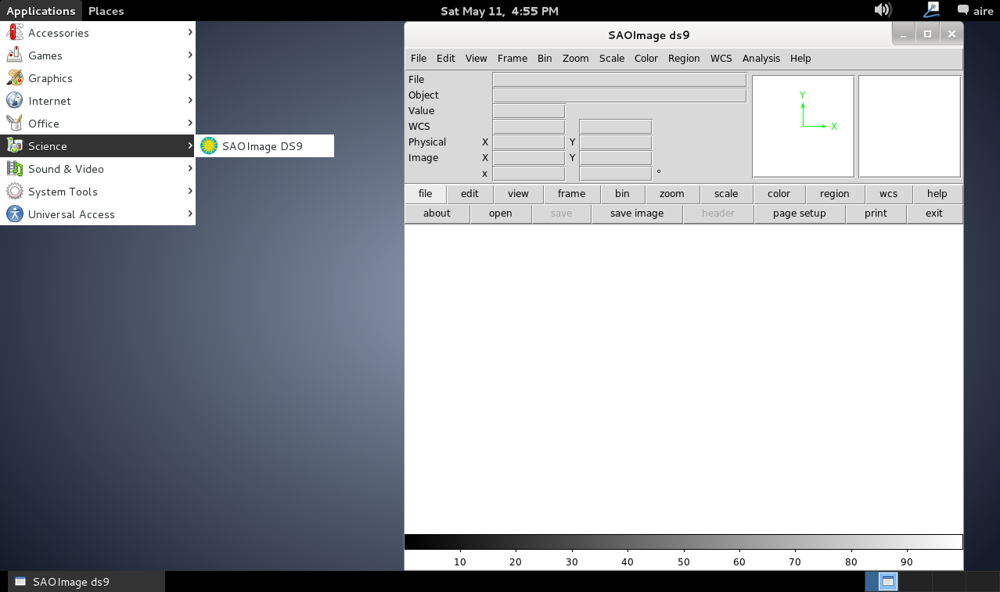 Applications Places Sat May 11, 4:55 PM aire
Accessories
Games
Graphics
Internet
Office
Science
Sound & Video
System Tools
Universal Access
SAOImage DS9
SAOImage ds9
File Edit View Frame Bin Zoom Scale Color Region WCS Analysis Help
File
Object
Value
WCS
Physical X Y
Image X Y
x °
Y
X
file edit view frame bin zoom scale color region wcs help
about open save save image header page setup print exit
10 20 30 40 50 60 70 80 90
SAOImage ds9